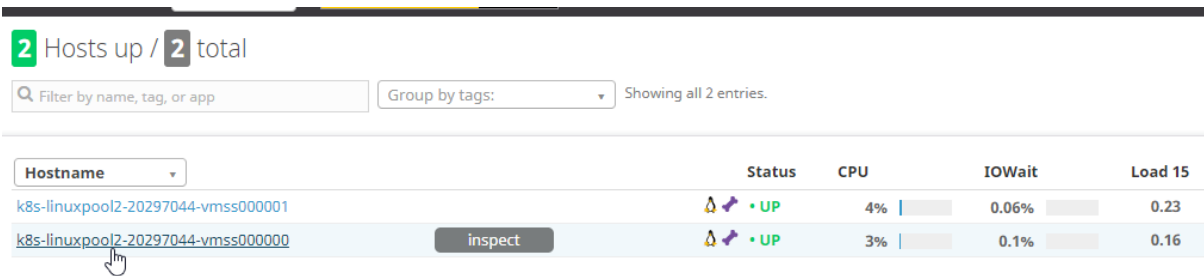 2 Hosts up / 2 total
Filter by name, tag, or app Group by tags: Showing all 2 entries.
Hostname Status CPU IOWait Load 15
k8s-linuxpool2-20297044-vmss000001 • UP 4% 0.06% 0.23
k8s-linuxpool2-20297044-vmss000000 inspect • UP 3% 0.1% 0.16